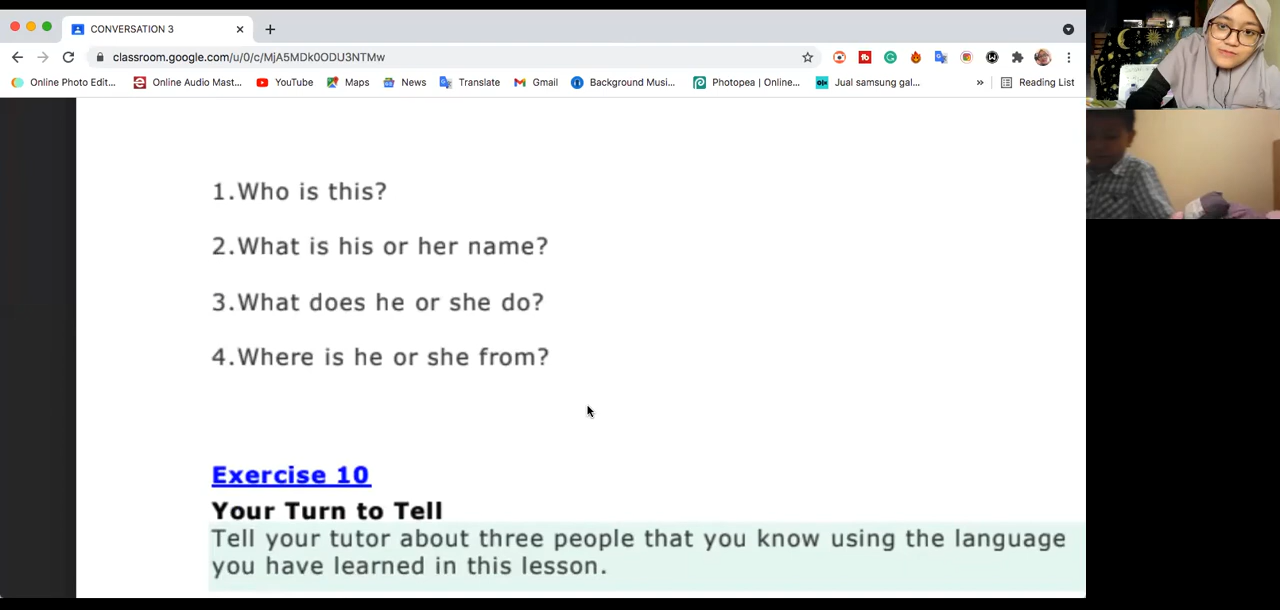 CONVERSATION 3
classroom.google.com/u/0/c/MjA5MDk0ODU3NTMw
Online Photo Edit... Online Audio Mast... YouTube Maps News Translate Gmail Background Musi... Photopea | Online... Jual samsung gal... » Reading List
1.Who is this?
2.What is his or her name?
3.What does he or she do?
4.Where is he or she from?
Exercise 10
Your Turn to Tell
Tell your tutor about three people that you know using the language
you have learned in this lesson.